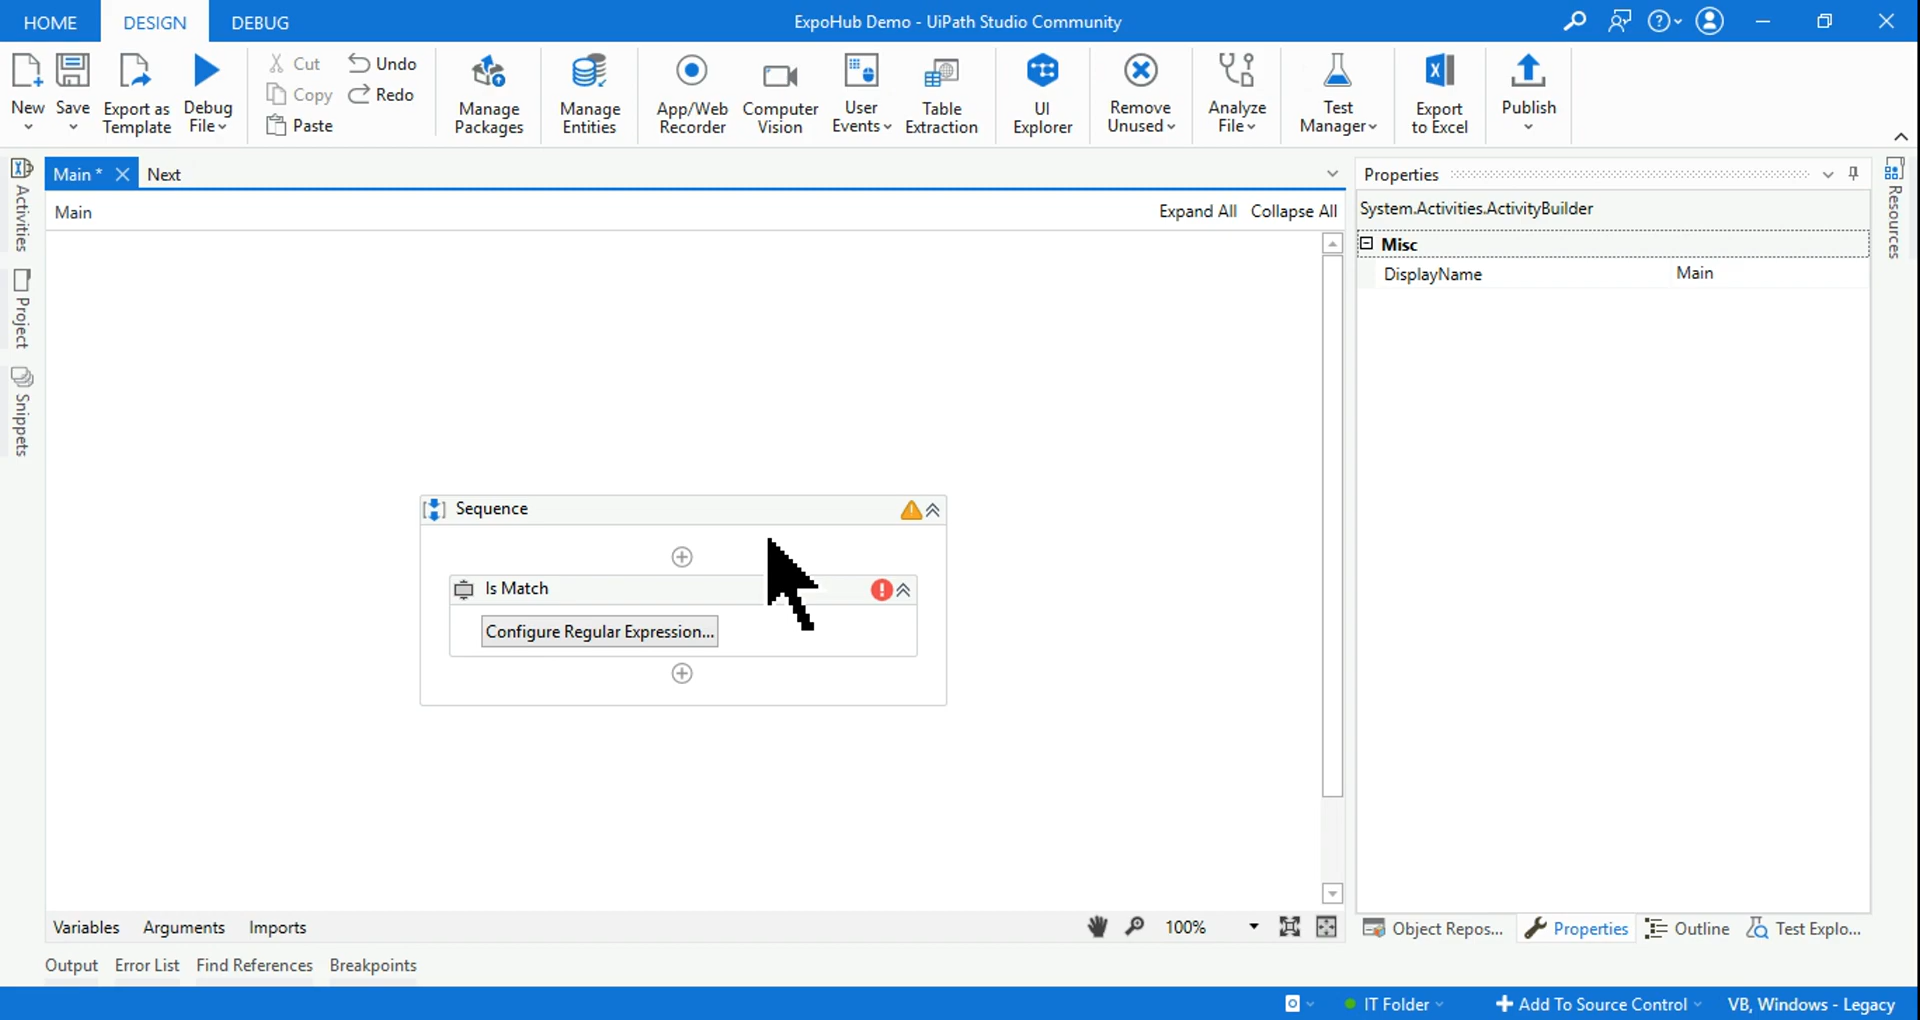 HOME DESIGN DEBUG ExpoHub Demo - UiPath Studio Community
New Save Export as Template Debug File
Cut Undo
Copy Redo
Paste
Manage Packages
Manage Entities
App/Web Recorder
Computer Vision
User Events
Table Extraction
UI Explorer
Remove Unused
Analyze File
Test Manager
Export to Excel
Publish
Activities
Project
Snippets
Main * Next
Main Expand All Collapse All
Sequence
Is Match
Configure Regular Expression...
Properties
System.Activities.ActivityBuilder
Misc
DisplayName Main
Resources
Variables Arguments Imports 100%
Object Repos... Properties Outline Test Explo...
Output Error List Find References Breakpoints
IT Folder Add To Source Control VB, Windows - Legacy